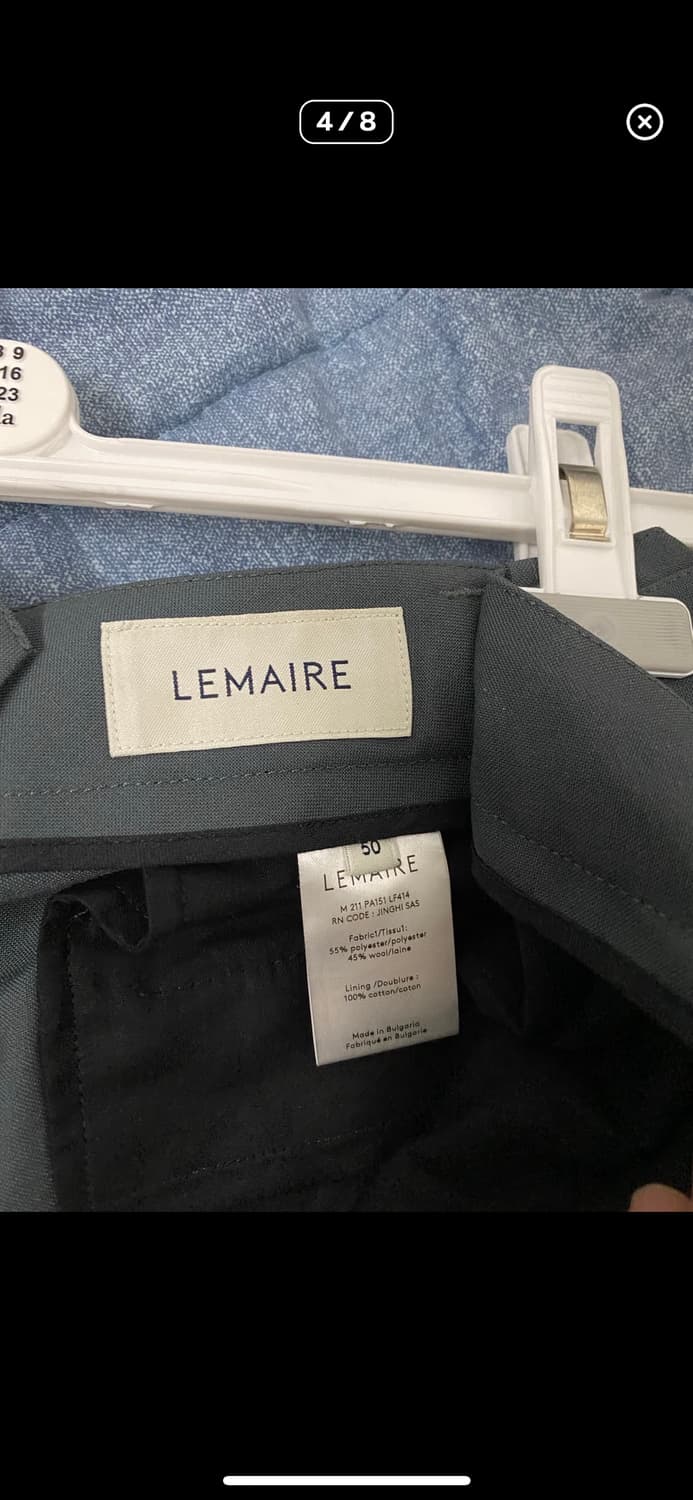 4/8
9
16
23
a
LEMAIRE
50
LEMAIRE
M 211 PA151 LF414
RN CODE : JINGHI SAS
Fabric1/Tissu1:
55% polyester/polyester
45% wool/laine
Lining /Doublure :
100% cotton/coton
Made in Bulgaria
Fabriqué en Bulgarie